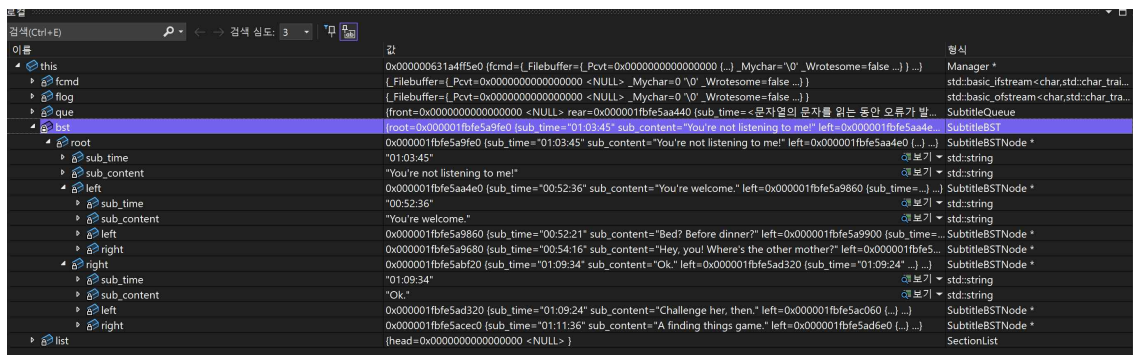 로컬
검색(Ctrl+E) 검색 심도: 3
이름 값 형식
this 0x000000631a4ff5e0 {fcmd={_Filebuffer={_Pcvt=0x0000000000000000 {...} _Mychar='\0' _Wrotesome=false ...} } ...} Manager *
fcmd {_Filebuffer={_Pcvt=0x0000000000000000 <NULL> _Mychar=0 '\0' _Wrotesome=false ...} } std::basic_ifstream<char,std::char_trai...
flog {_Filebuffer={_Pcvt=0x0000000000000000 <NULL> _Mychar=0 '\0' _Wrotesome=false ...} } std::basic_ofstream<char,std::char_tra...
que {front=0x0000000000000000 <NULL> rear=0x000001fbfe5aa440 {sub_time=<문자열의 문자를 읽는 동안 오류가 발... SubtitleQueue
bst {root=0x000001fbfe5a9fe0 {sub_time="01:03:45" sub_content="You're not listening to me!" left=0x000001fbfe5aa4e... SubtitleBST
root 0x000001fbfe5a9fe0 {sub_time="01:03:45" sub_content="You're not listening to me!" left=0x000001fbfe5aa4e0 {...} ...} SubtitleBSTNode *
sub_time "01:03:45" 보기 std::string
sub_content "You're not listening to me!" 보기 std::string
left 0x000001fbfe5aa4e0 {sub_time="00:52:36" sub_content="You're welcome." left=0x000001fbfe5a9860 {sub_time=...} ...} SubtitleBSTNode *
sub_time "00:52:36" 보기 std::string
sub_content "You're welcome." 보기 std::string
left 0x000001fbfe5a9860 {sub_time="00:52:21" sub_content="Bed? Before dinner?" left=0x000001fbfe5a9900 {sub_time=... SubtitleBSTNode *
right 0x000001fbfe5a9680 {sub_time="00:54:16" sub_content="Hey, you! Where's the other mother?" left=0x000001fbfe5... SubtitleBSTNode *
right 0x000001fbfe5abf20 {sub_time="01:09:34" sub_content="Ok." left=0x000001fbfe5ad320 {sub_time="01:09:24" ...} ...} SubtitleBSTNode *
sub_time "01:09:34" 보기 std::string
sub_content "Ok." 보기 std::string
left 0x000001fbfe5ad320 {sub_time="01:09:24" sub_content="Challenge her, then." left=0x000001fbfe5ac060 {...} ...} SubtitleBSTNode *
right 0x000001fbfe5acec0 {sub_time="01:11:36" sub_content="A finding things game." left=0x000001fbfe5ad6e0 {...} ...} SubtitleBSTNode *
list {head=0x0000000000000000 <NULL> } SectionList